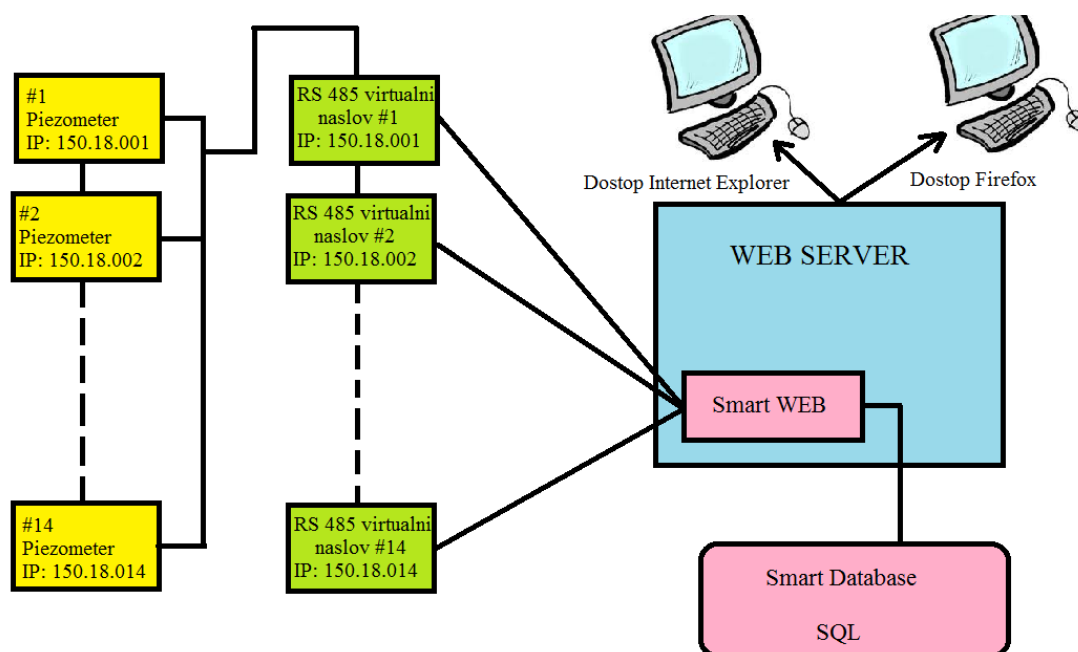 #1
Piezometer
IP: 150.18.001
#2
Piezometer
IP: 150.18.002
#14
Piezometer
IP: 150.18.014
RS 485 virtualni
naslov #1
IP: 150.18.001
RS 485 virtualni
naslov #2
IP: 150.18.002
RS 485 virtualni
naslov #14
IP: 150.18.014
Dostop Internet Explorer
Dostop Firefox
WEB SERVER
Smart WEB
Smart Database
SQL